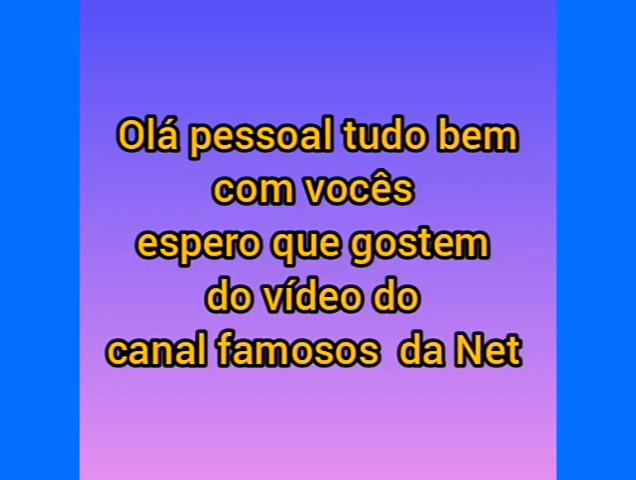 Olá pessoal tudo bem
com vocês
espero que gostem
do vídeo do
canal famosos da Net